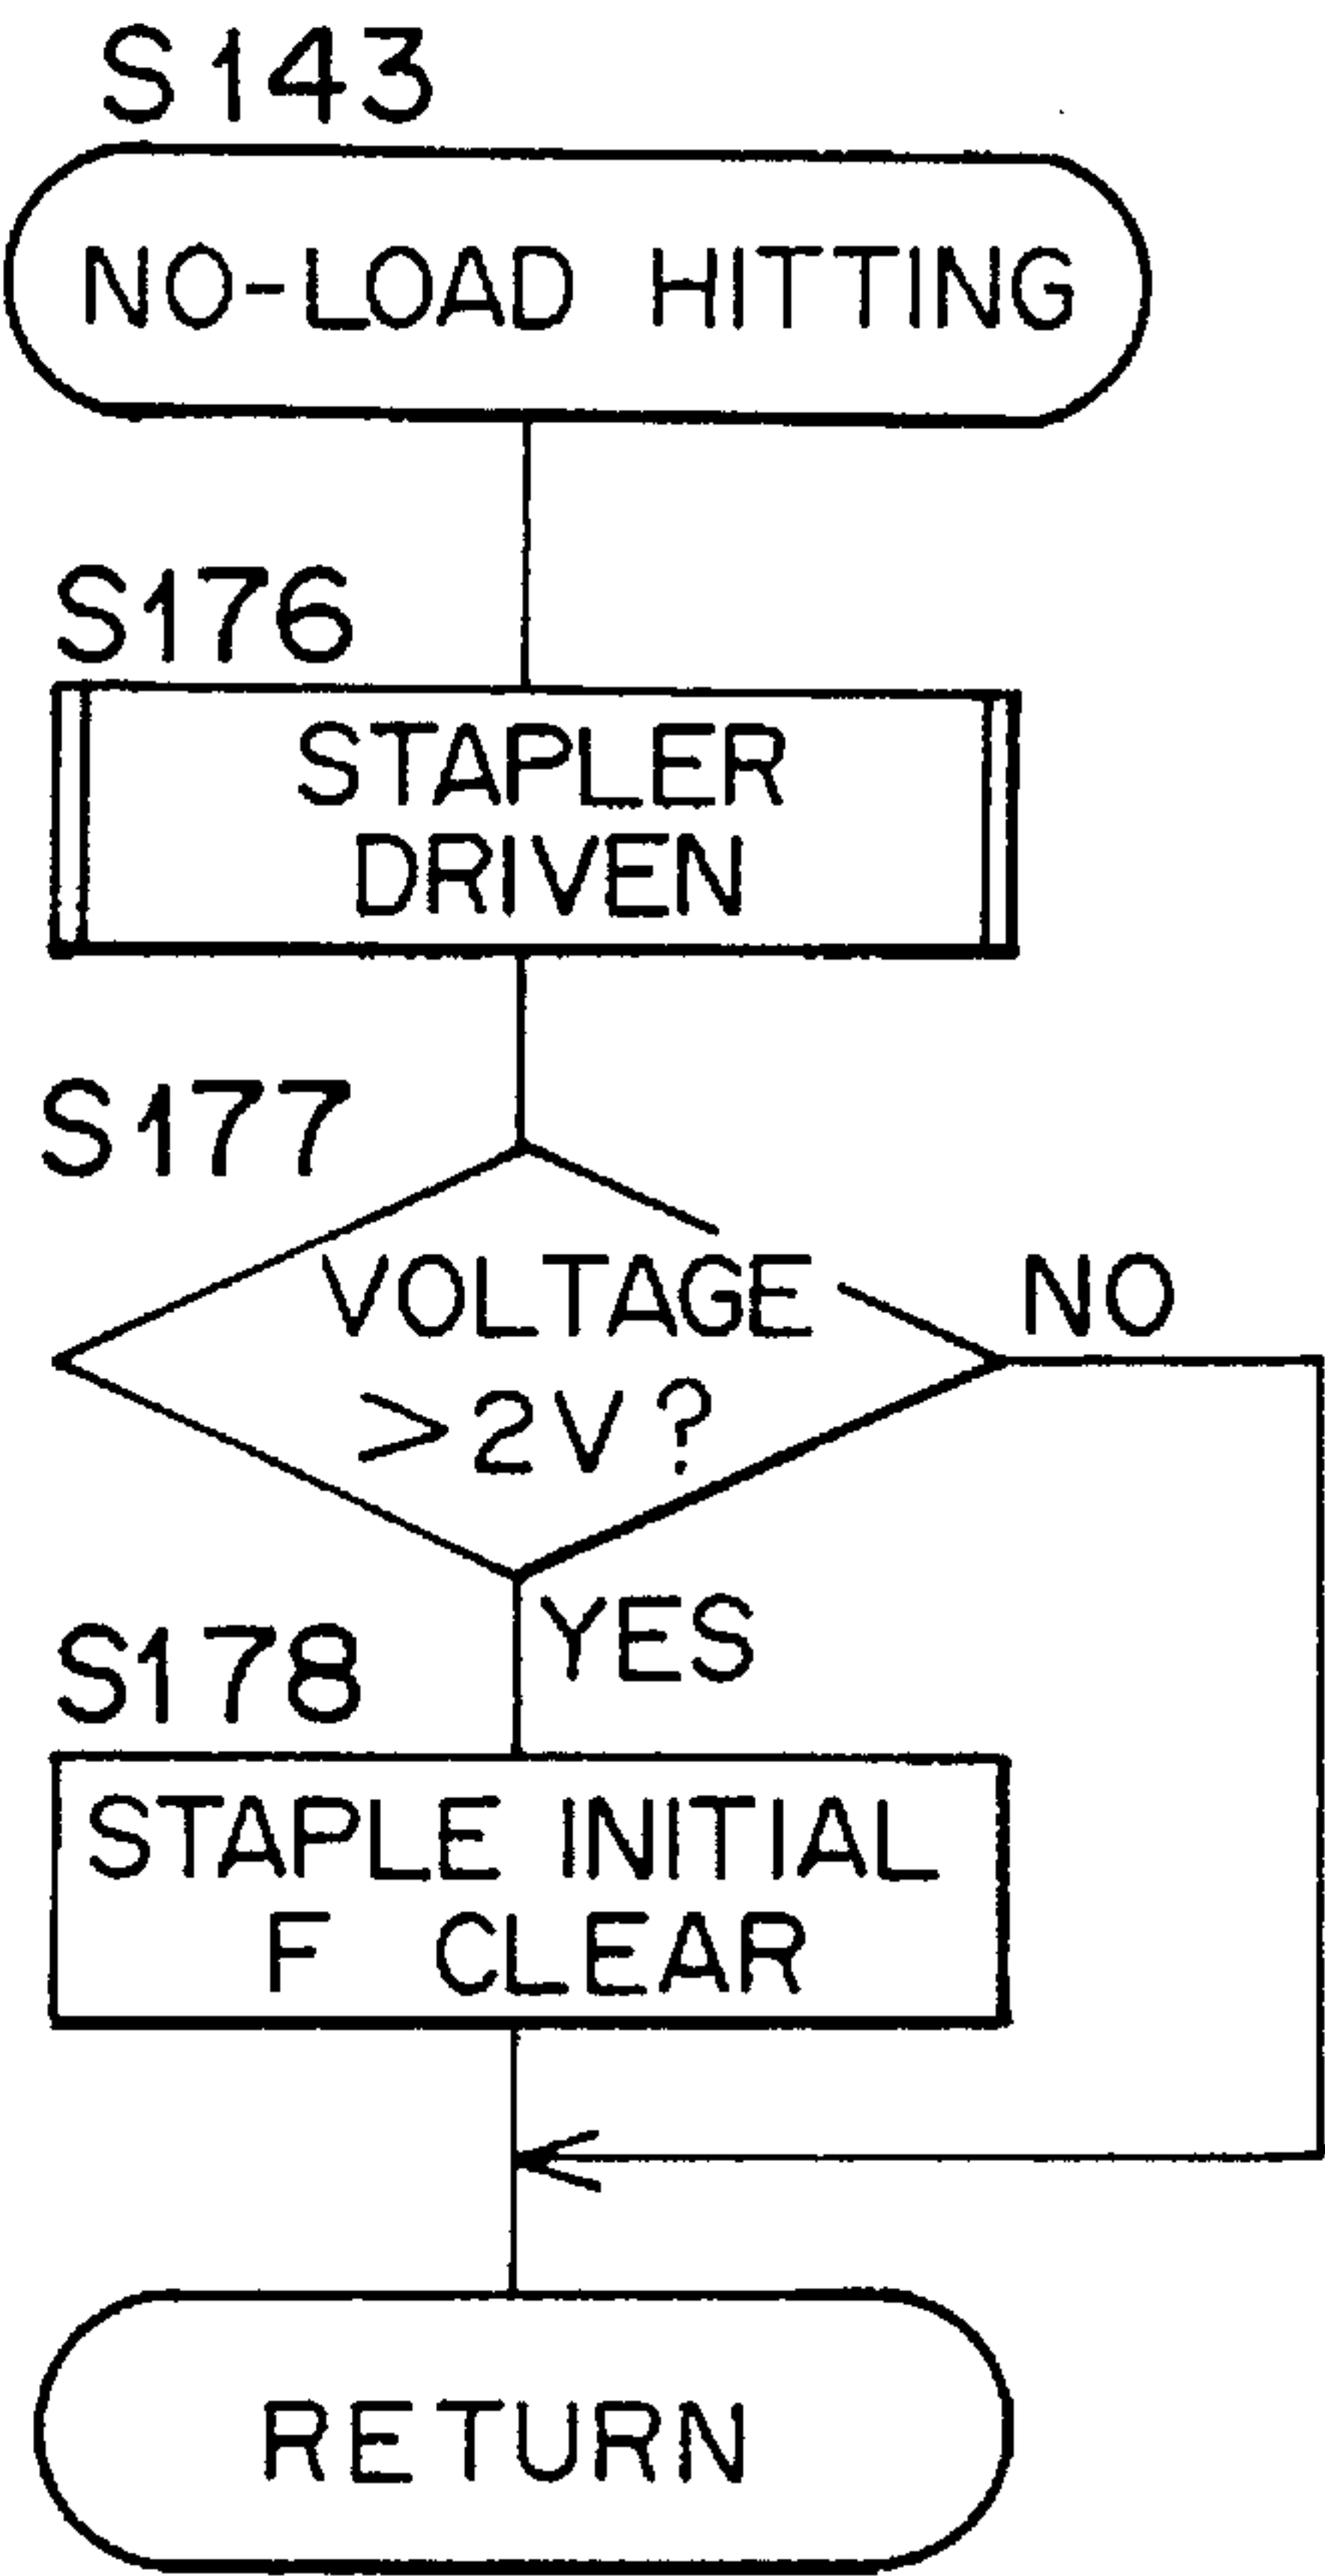 S143
NO-LOAD HITTING
S176
STAPLER
DRIVEN
S177
VOLTAGE
>2V?
NO
YES
S178
STAPLE INITIAL
F CLEAR
RETURN